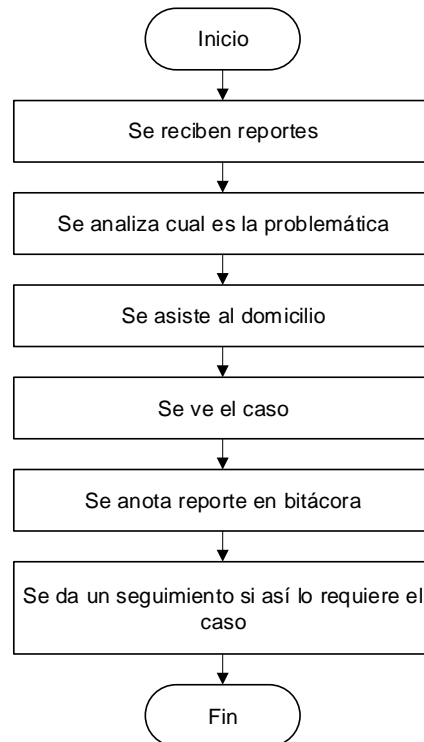 Inicio
Se reciben reportes
Se analiza cual es la problemática
Se asiste al domicilio
Se ve el caso
Se anota reporte en bitácora
Se da un seguimiento si así lo requiere el
caso
Fin